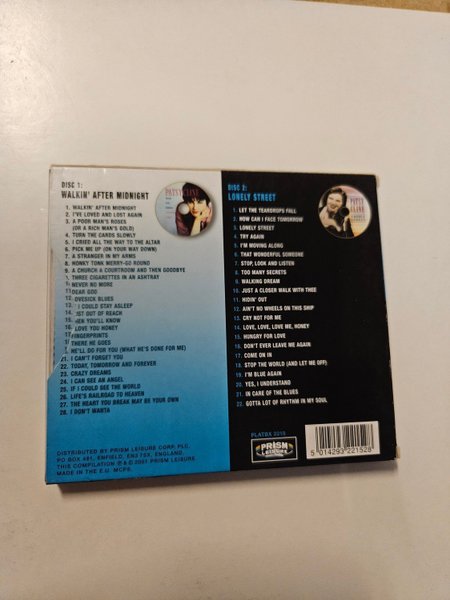 DISC 1:
WALKIN' AFTER MIDNIGHT
1. WALKIN' AFTER MIDNIGHT
2. I'VE LOVED AND LOST AGAIN
3. A POOR MAN'S ROSES
(OR A RICH MAN'S GOLD)
4. TURN THE CARDS SLOWLY
5. I CRIED ALL THE WAY TO THE ALTAR
6. PICK ME UP (ON YOUR WAY DOWN)
7. A STRANGER IN MY ARMS
8. HONKY TONK MERRY-GO ROUND
9. A CHURCH A COURTROOM AND THEN GOODBYE
THREE CIGARETTES IN AN ASHTRAY
NEVER NO MORE
DEAR GOD
OVESICK BLUES
I COULD STAY ASLEEP
UST OUT OF REACH
HEN YOU'LL KNOW
LOVE YOU HONEY
FINGERPRINTS
THERE HE GOES
HE'LL DO FOR YOU (WHAT HE'S DONE FOR ME)
21. I CAN'T FORGET YOU
22. TODAY, TOMORROW AND FOREVER
23. CRAZY DREAMS
24. I CAN SEE AN ANGEL
25. IF I COULD SEE THE WORLD
26. LIFE'S RAILROAD TO HEAVEN
27. THE HEART YOU BREAK MAY BE YOUR OWN
28. I DON'T WANTA
PATSY CLINE
DISC 2:
LONELY STREET
1. LET THE TEARDROPS FALL
2. HOW CAN I FACE TOMORROW
3. LONELY STREET
4. TRY AGAIN
5. I'M MOVING ALONG
6. THAT WONDERFUL SOMEONE
7. STOP, LOOK AND LISTEN
8. TOO MANY SECRETS
9. WALKING DREAM
10. JUST A CLOSER WALK WITH THEE
11. HIDIN' OUT
12. AIN'T NO WHEELS ON THIS SHIP
13. CRY NOT FOR ME
14. LOVE, LOVE, LOVE ME, HONEY
15. HUNGRY FOR LOVE
16. DON'T EVER LEAVE ME AGAIN
17. COME ON IN
18. STOP THE WORLD (AND LET ME OFF)
19. I'M BLUE AGAIN
20. YES, I UNDERSTAND
21. IN CARE OF THE BLUES
22. GOTTA LOT OF RHYTHM IN MY SOUL
PATSY
CLINE
DISTRIBUTED BY PRISM LEISURE CORP. PLC,
PO BOX 491, ENFIELD, EN3 7SX, ENGLAND.
THIS COMPILATION ℗ & © 2001 PRISM LEISURE
MADE IN THE E.U. MCPS.
PRISM
LEISURE
PLATBX 2215
5 014293 221528